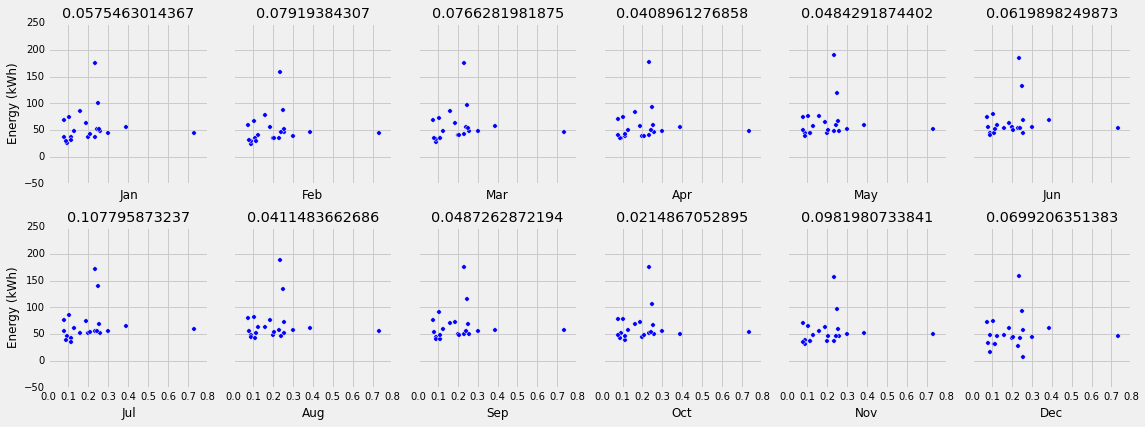 0.0575463014367 0.07919384307 0.0766281981875 0.0408961276858 0.0484291874402 0.0619898249873
250
200
150
100
50
0
−50
Energy (kWh)
Jan Feb Mar Apr May Jun
0.107795873237 0.0411483662686 0.0487262872194 0.0214867052895 0.0981980733841 0.0699206351383
250
200
150
100
50
0
−50
Energy (kWh)
0.0 0.1 0.2 0.3 0.4 0.5 0.6 0.7 0.8 0.0 0.1 0.2 0.3 0.4 0.5 0.6 0.7 0.8 0.0 0.1 0.2 0.3 0.4 0.5 0.6 0.7 0.8 0.0 0.1 0.2 0.3 0.4 0.5 0.6 0.7 0.8 0.0 0.1 0.2 0.3 0.4 0.5 0.6 0.7 0.8 0.0 0.1 0.2 0.3 0.4 0.5 0.6 0.7 0.8
Jul Aug Sep Oct Nov Dec